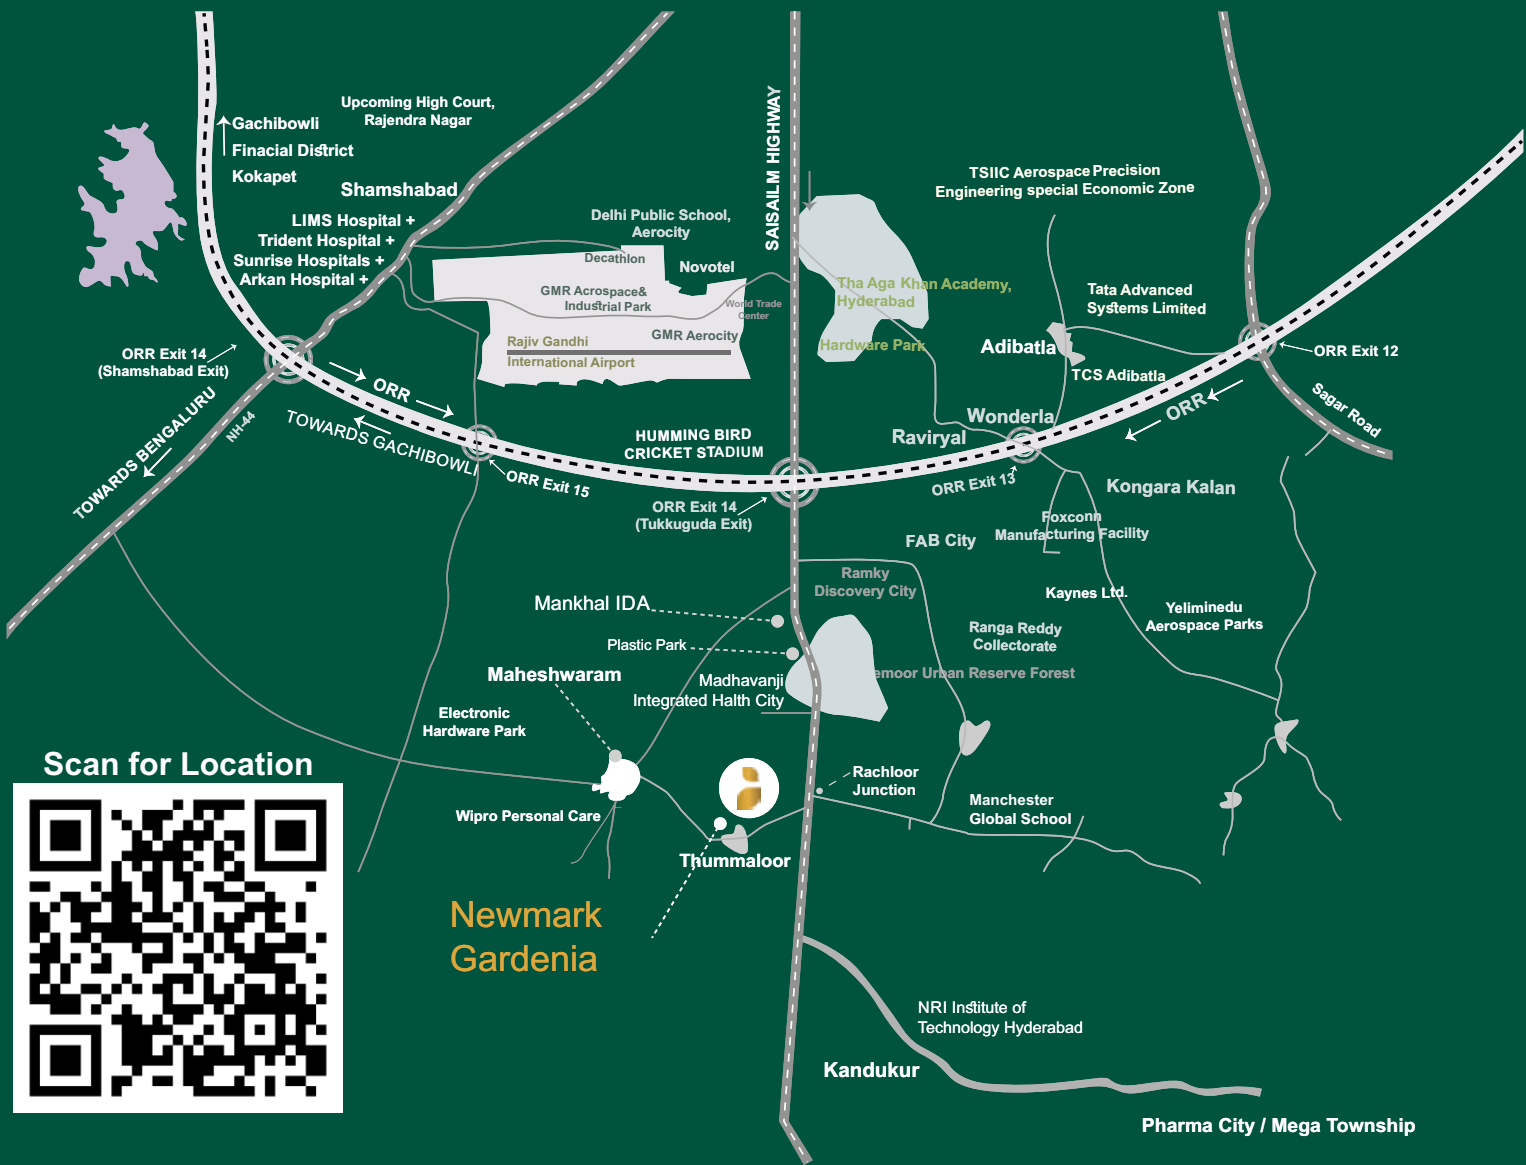 Upcoming High Court,
Rajendra Nagar
Gachibowli
Finacial District
Kokapet
Shamshabad
LIMS Hospital +
Trident Hospital +
Sunrise Hospitals +
Arkan Hospital +
SAISAILM HIGHWAY
TSIIC Aerospace Precision
Engineering special Economic Zone
Delhi Public School,
Aerocity
Decathlon
Novotel
GMR Acrospace&
Industrial Park
World Trade
Center
GMR Aerocity
Rajiv Gandhi
International Airport
Tha Aga Khan Academy,
Hyderabad
Hardware Park
Tata Advanced
Systems Limited
Adibatla
TCS Adibatla
ORR Exit 12
Sagar Road
ORR
ORR Exit 14
(Shamshabad Exit)
ORR
TOWARDS BENGALURU
NH-44
TOWARDS GACHIBOWLI
Wonderla
Raviryal
HUMMING BIRD
CRICKET STADIUM
ORR Exit 15
ORR Exit 13
ORR Exit 14
(Tukkuguda Exit)
Kongara Kalan
Foxconn
Manufacturing Facility
FAB City
Ramky
Discovery City
Kaynes Ltd.
Yeliminedu
Aerospace Parks
Mankhal IDA
Plastic Park
Ranga Reddy
Collectorate
Maheshwaram
Madhavanji
Integrated Halth City
emoor Urban Reserve Forest
Electronic
Hardware Park
Scan for Location
Rachloor
Junction
Wipro Personal Care
Manchester
Global School
Thummaloor
Newmark
Gardenia
NRI Institute of
Technology Hyderabad
Kandukur
Pharma City / Mega Township